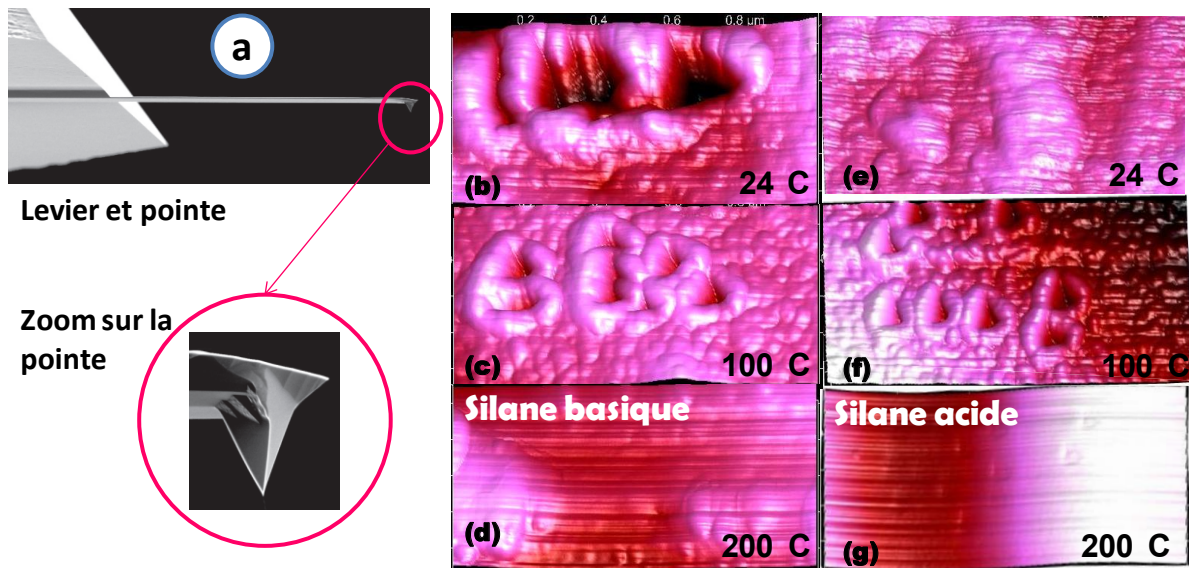 a
Levier et pointe
Zoom sur la
pointe
0.2 0.4 0.6 0.8 um
(b)
24 C
(e)
24 C
(c)
100 C
(f)
100 C
Silane basique
(d)
200 C
Silane acide
(g)
200 C